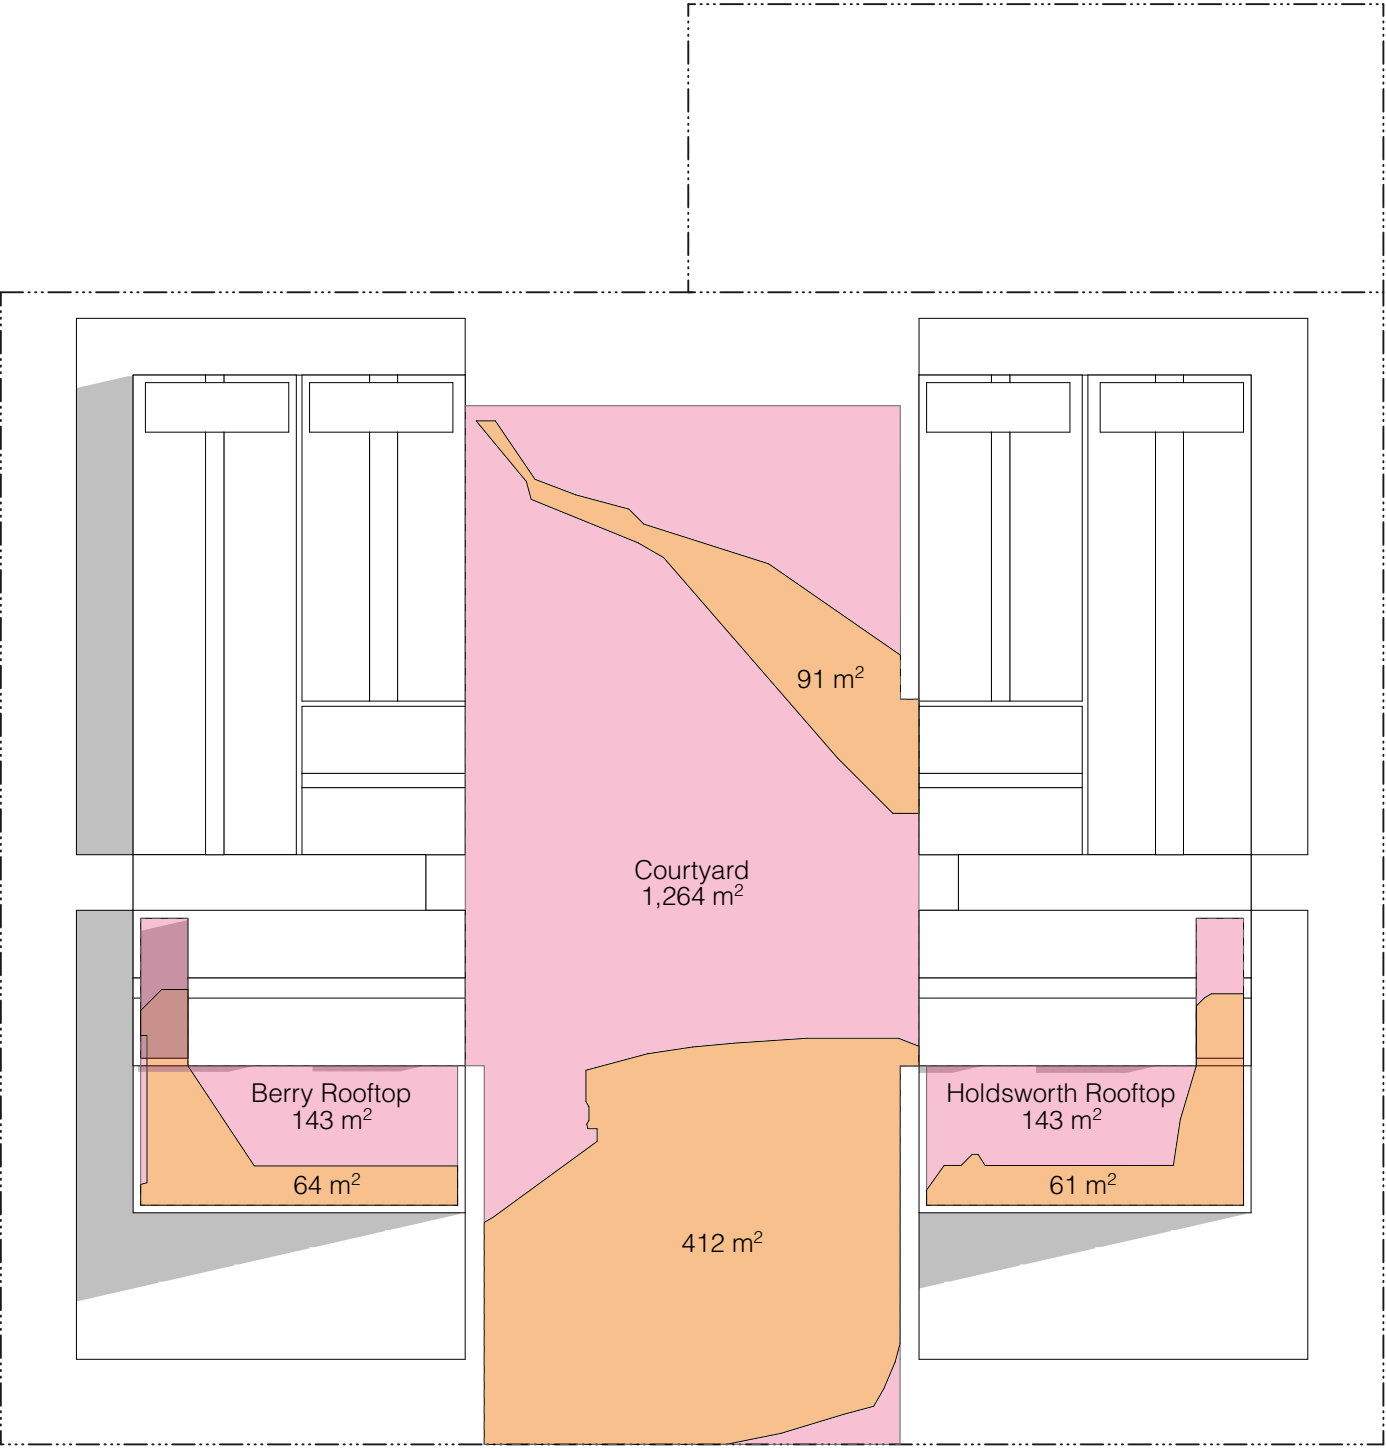 91 m²
Courtyard
1,264 m²
Berry Rooftop
143 m²
Holdsworth Rooftop
143 m²
64 m²
61 m²
412 m²